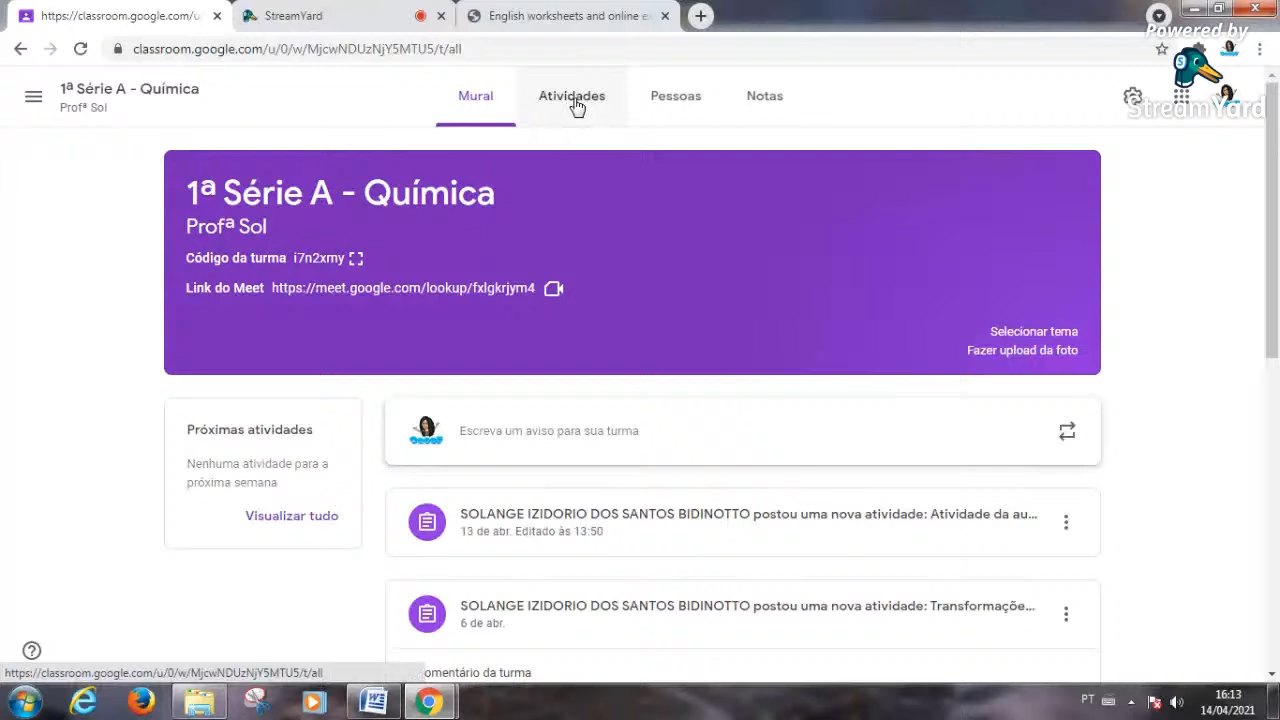 https://classroom.google.com/u/0
StreamYard
English worksheets and online e
classroom.google.com/u/0/w/MjcwNDUzNjY5MTU5/t/all
Powered by
StreamYard
1ª Série A - Química
Profª Sol
Mural
Atividades
Pessoas
Notas
1ª Série A - Química
Profª Sol
Código da turma i7n2xmy
Link do Meet https://meet.google.com/lookup/fxlgkrjym4
Selecionar tema
Fazer upload da foto
Próximas atividades
Nenhuma atividade para a
próxima semana
Visualizar tudo
Escreva um aviso para sua turma
SOLANGE IZIDORIO DOS SANTOS BIDINOTTO postou uma nova atividade: Atividade da au...
13 de abr. Editado às 13:50
SOLANGE IZIDORIO DOS SANTOS BIDINOTTO postou uma nova atividade: Transformaçõe...
6 de abr.
omentário da turma
https://classroom.google.com/u/0/w/MjcwNDUzNjY5MTU5/t/all
PT
16:13
14/04/2021